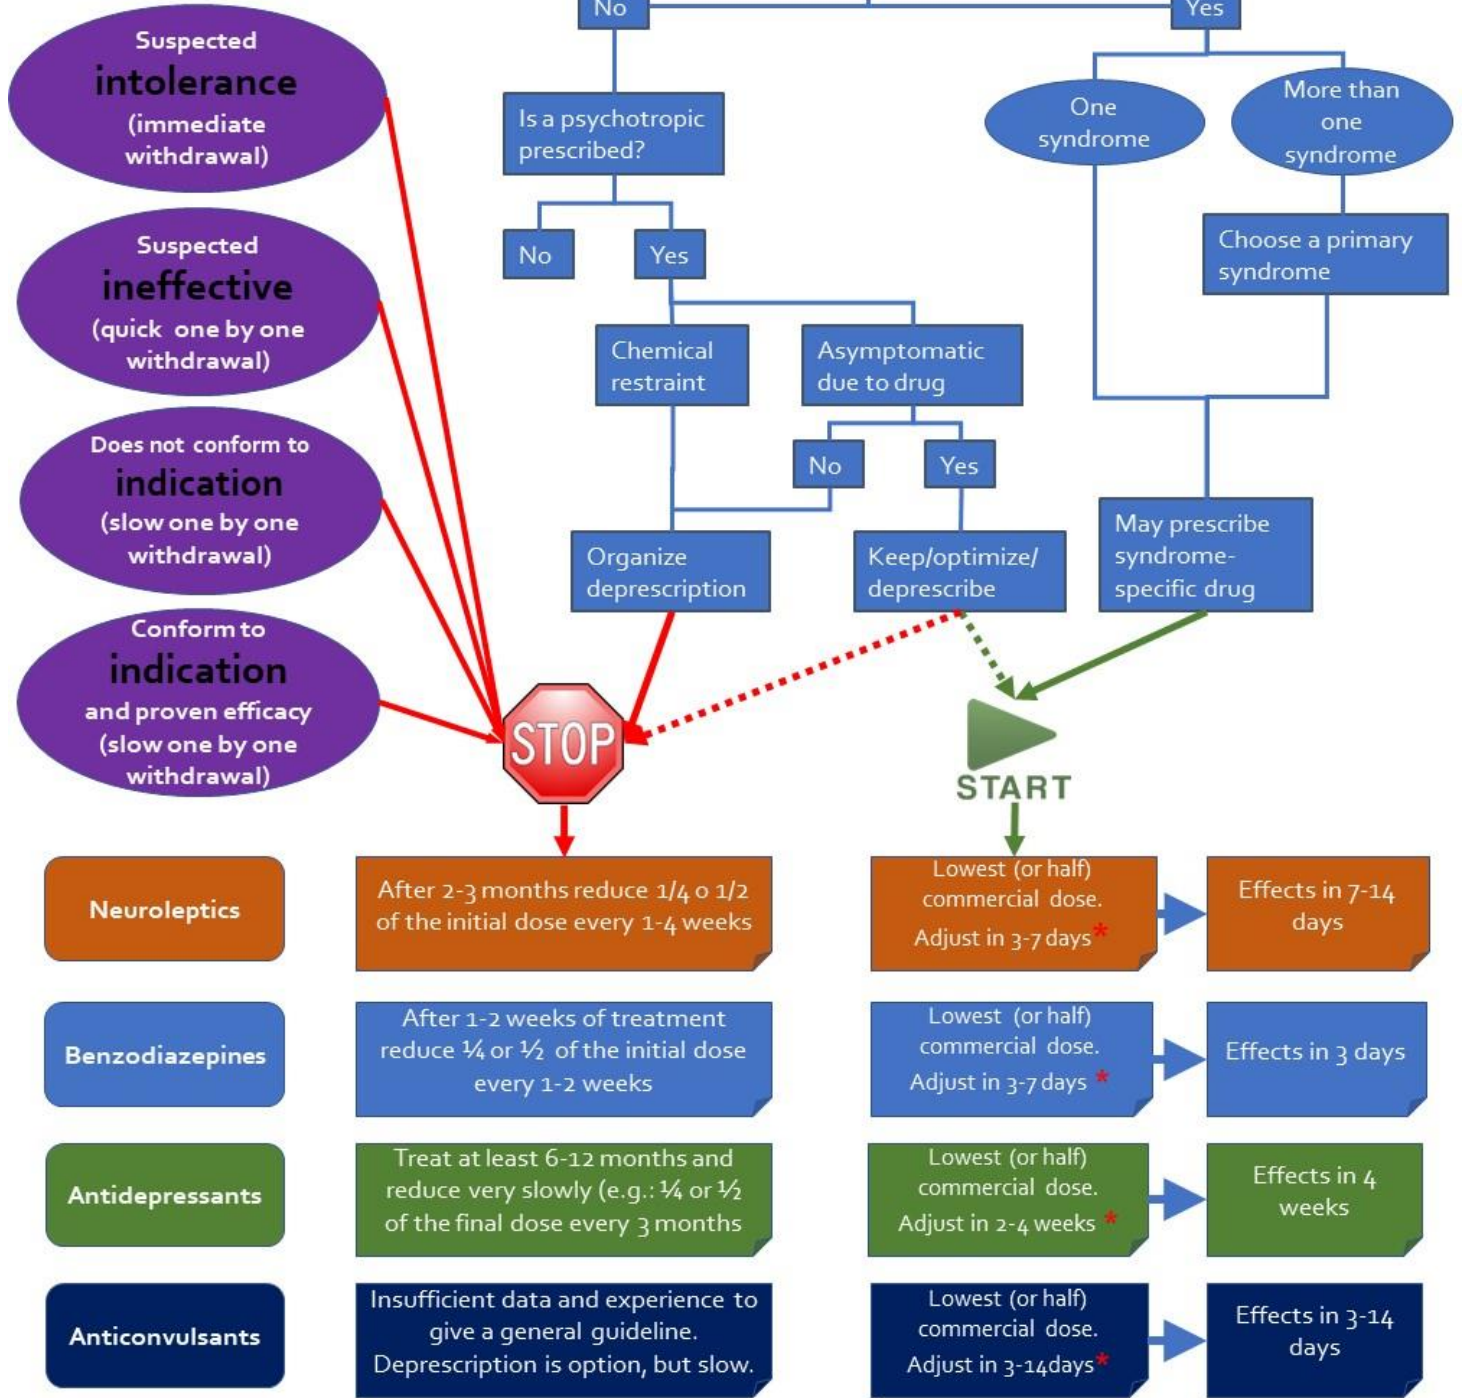 No
Yes
Suspected
intolerance
(immediate
withdrawal)
Suspected
ineffective
(quick one by one
withdrawal)
Does not conform to
indication
(slow one by one
withdrawal)
Conform to
indication
and proven efficacy
(slow one by one
withdrawal)
Is a psychotropic
prescribed?
No
Yes
Chemical
restraint
Asymptomatic
due to drug
No
Yes
Organize
deprescription
Keep/optimize/
deprescribe
One
syndrome
More than
one
syndrome
Choose a primary
syndrome
May prescribe
syndrome-
specific drug
STOP
START
Neuroleptics
After 2-3 months reduce 1/4 o 1/2
of the initial dose every 1-4 weeks
Lowest (or half)
commercial dose.
Adjust in 3-7 days*
Effects in 7-14
days
Benzodiazepines
After 1-2 weeks of treatment
reduce ¼ or ½ of the initial dose
every 1-2 weeks
Lowest (or half)
commercial dose.
Adjust in 3-7 days *
Effects in 3 days
Antidepressants
Treat at least 6-12 months and
reduce very slowly (e.g.: ¼ or ½
of the final dose every 3 months
Lowest (or half)
commercial dose.
Adjust in 2-4 weeks *
Effects in 4
weeks
Anticonvulsants
Insufficient data and experience to
give a general guideline.
Deprescription is option, but slow.
Lowest (or half)
commercial dose.
Adjust in 3-14days*
Effects in 3-14
days